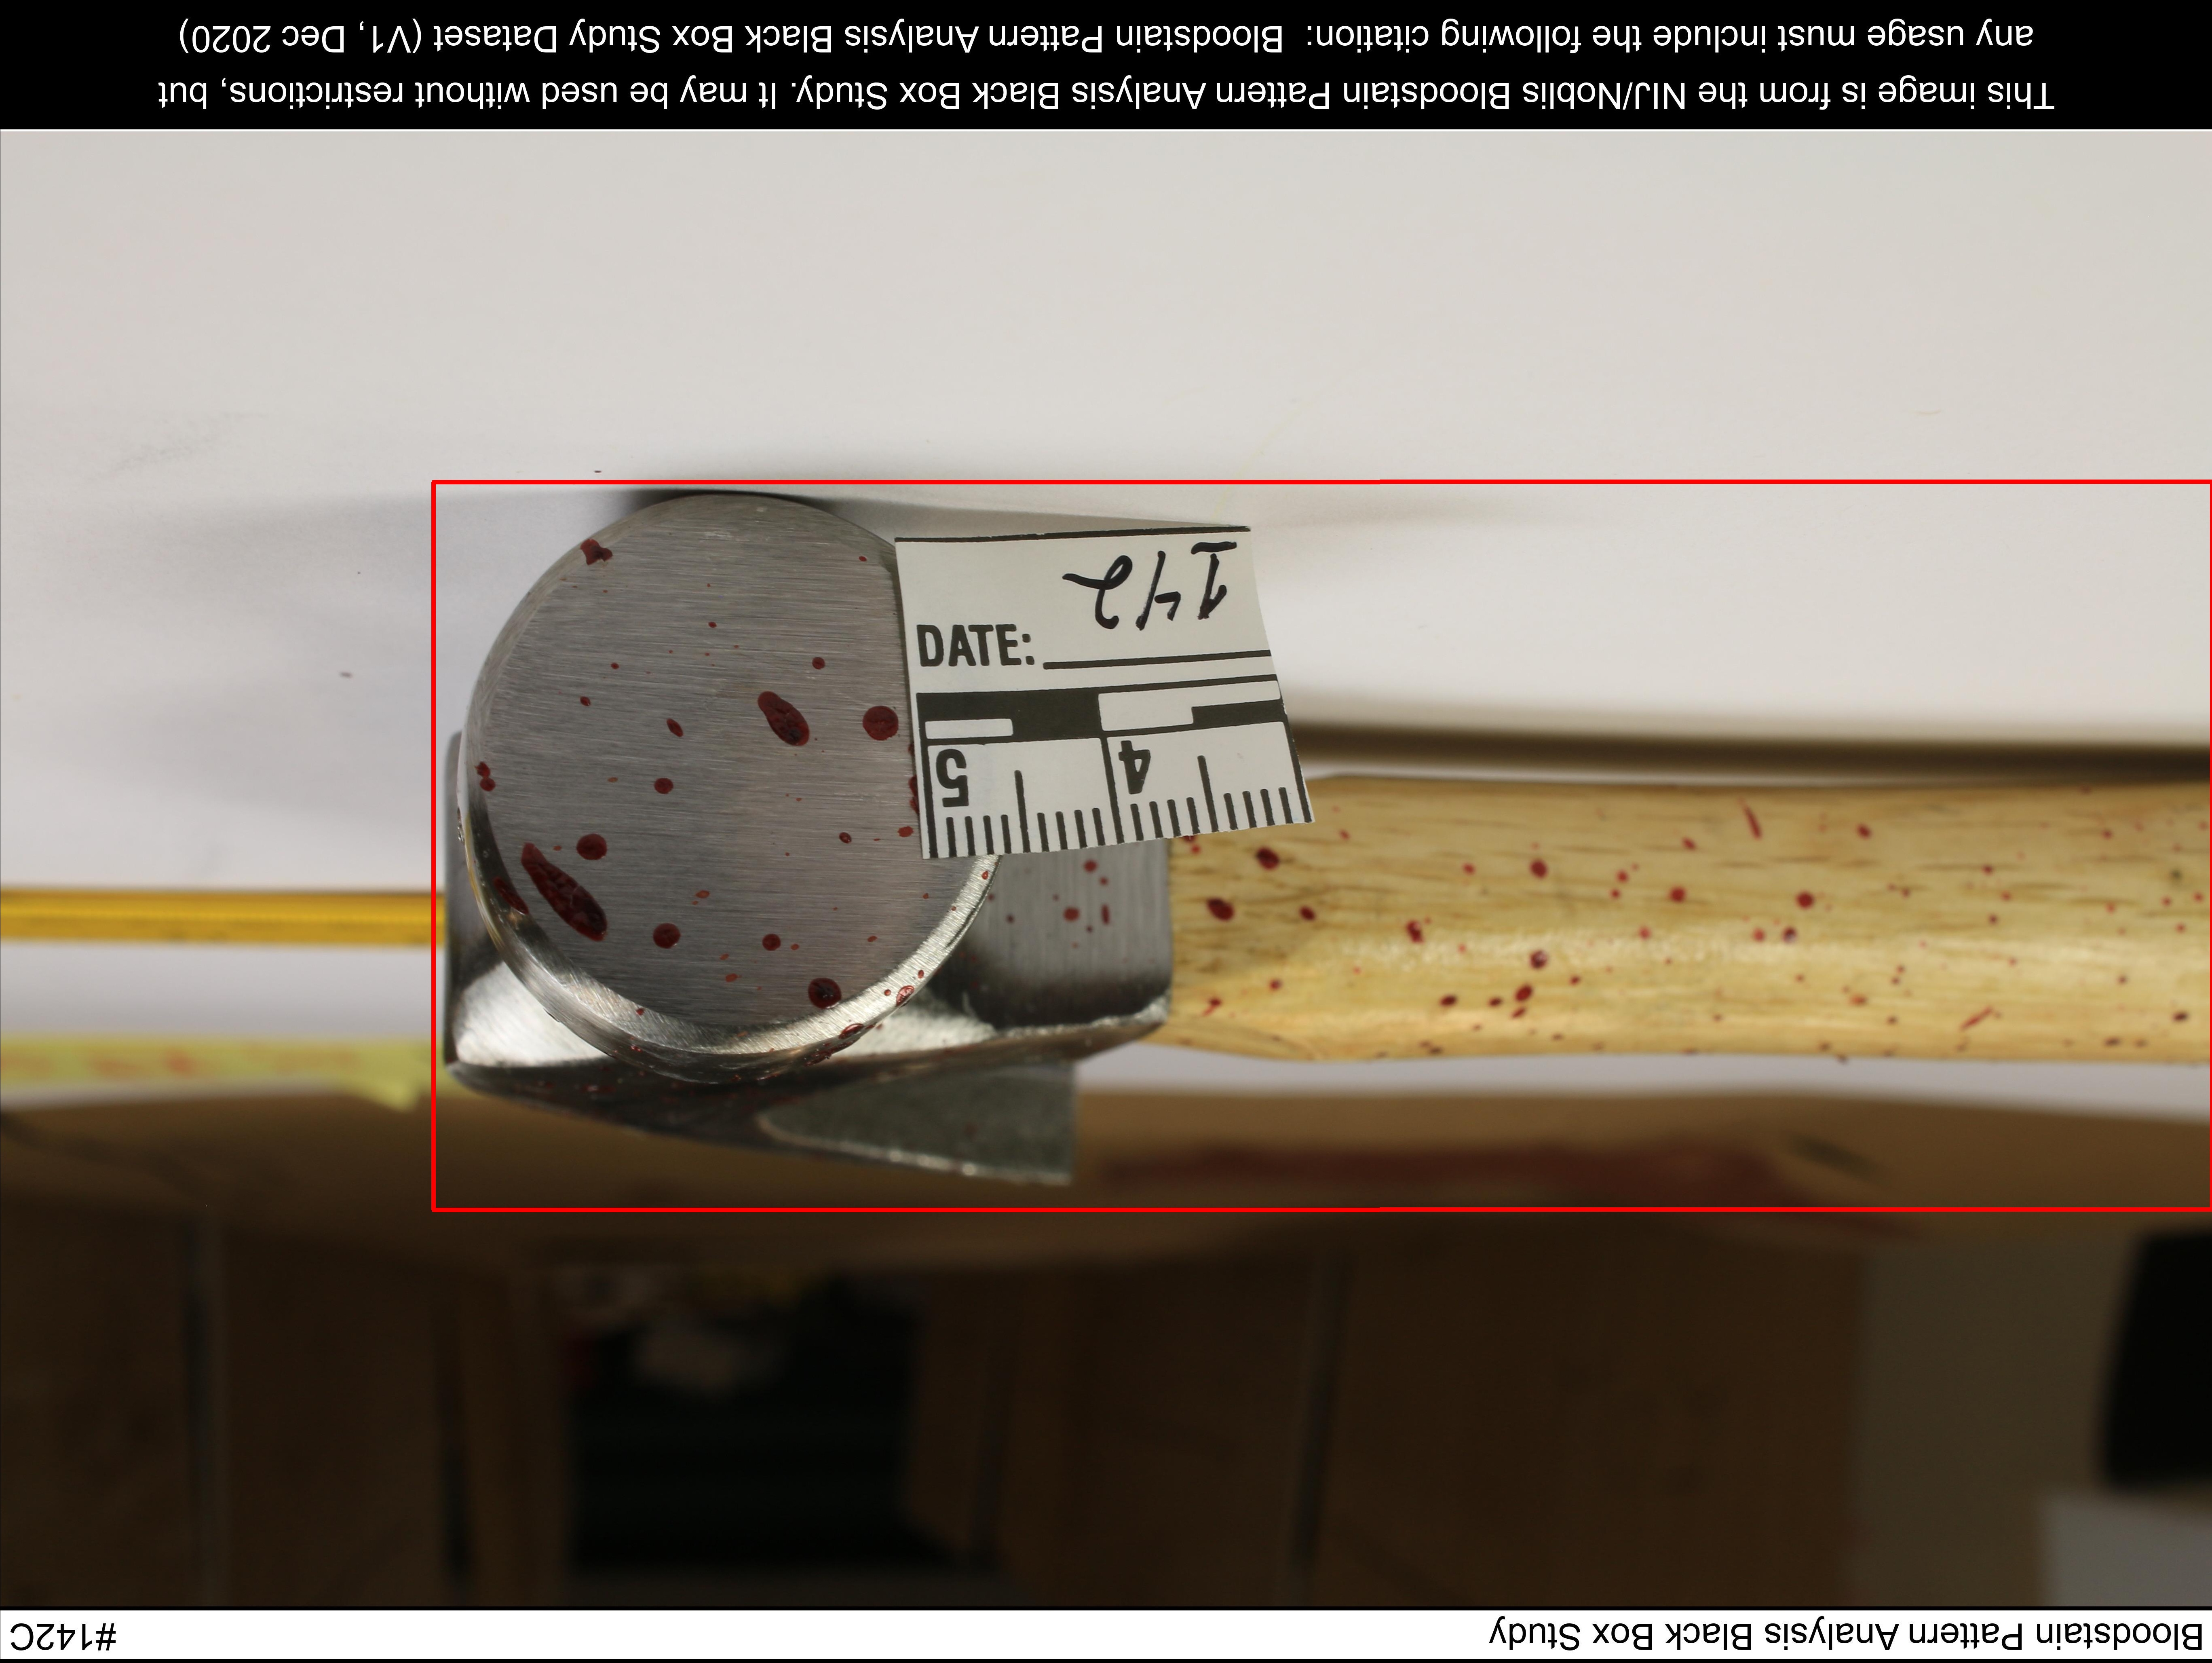 Bloodstain Pattern Analysis Black Box Study
#142C
142
DATE:
4
5
This image is from the NIJ/Noblis Bloodstain Pattern Analysis Black Box Study. It may be used without restrictions, but
any usage must include the following citation: Bloodstain Pattern Analysis Black Box Study Dataset (V1, Dec 2020)